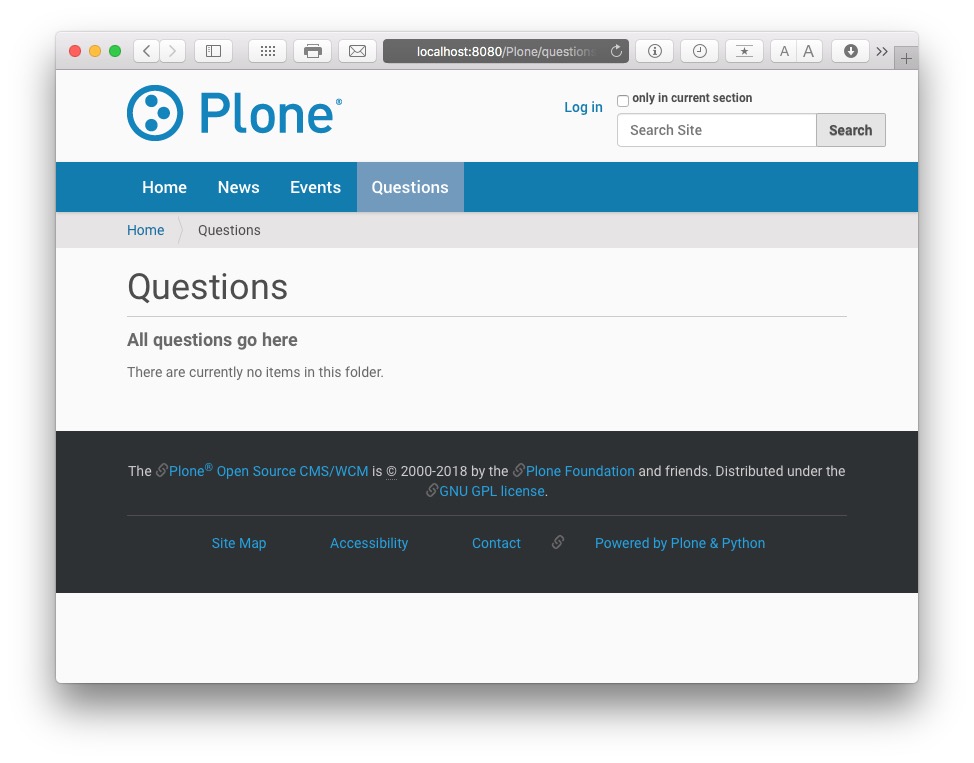 localhost:8080/Plone/question
A A
Plone®
Log in
only in current section
Search Site
Search
Home
News
Events
Questions
Home
Questions
Questions
All questions go here
There are currently no items in this folder.
The Plone® Open Source CMS/WCM is © 2000-2018 by the Plone Foundation and friends. Distributed under the
GNU GPL license.
Site Map
Accessibility
Contact
Powered by Plone & Python